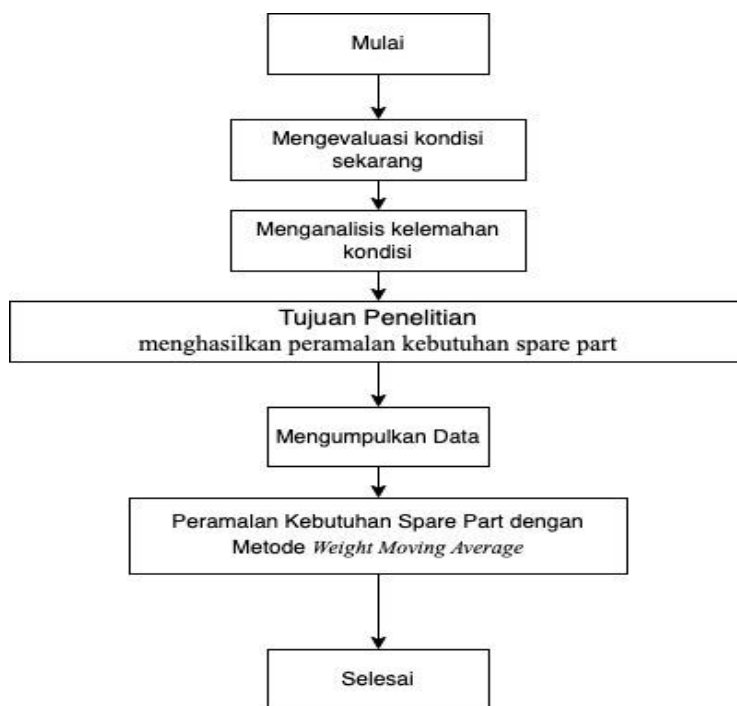 Mulai
Mengevaluasi kondisi
sekarang
Menganalisis kelemahan
kondisi
Tujuan Penelitian
menghasilkan peramalan kebutuhan spare part
Mengumpulkan Data
Peramalan Kebutuhan Spare Part dengan
Metode Weight Moving Average
Selesai